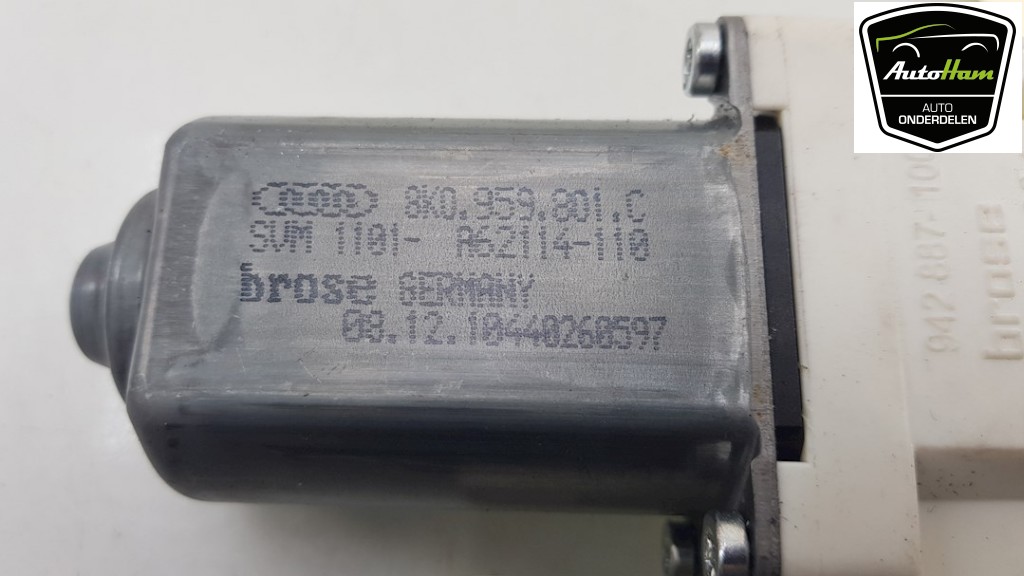 8K0.959.801.C
SVM 1101- A62114-110
brose GERMANY
08.12.10440260597
brose
AutoHam
AUTO
ONDERDELEN